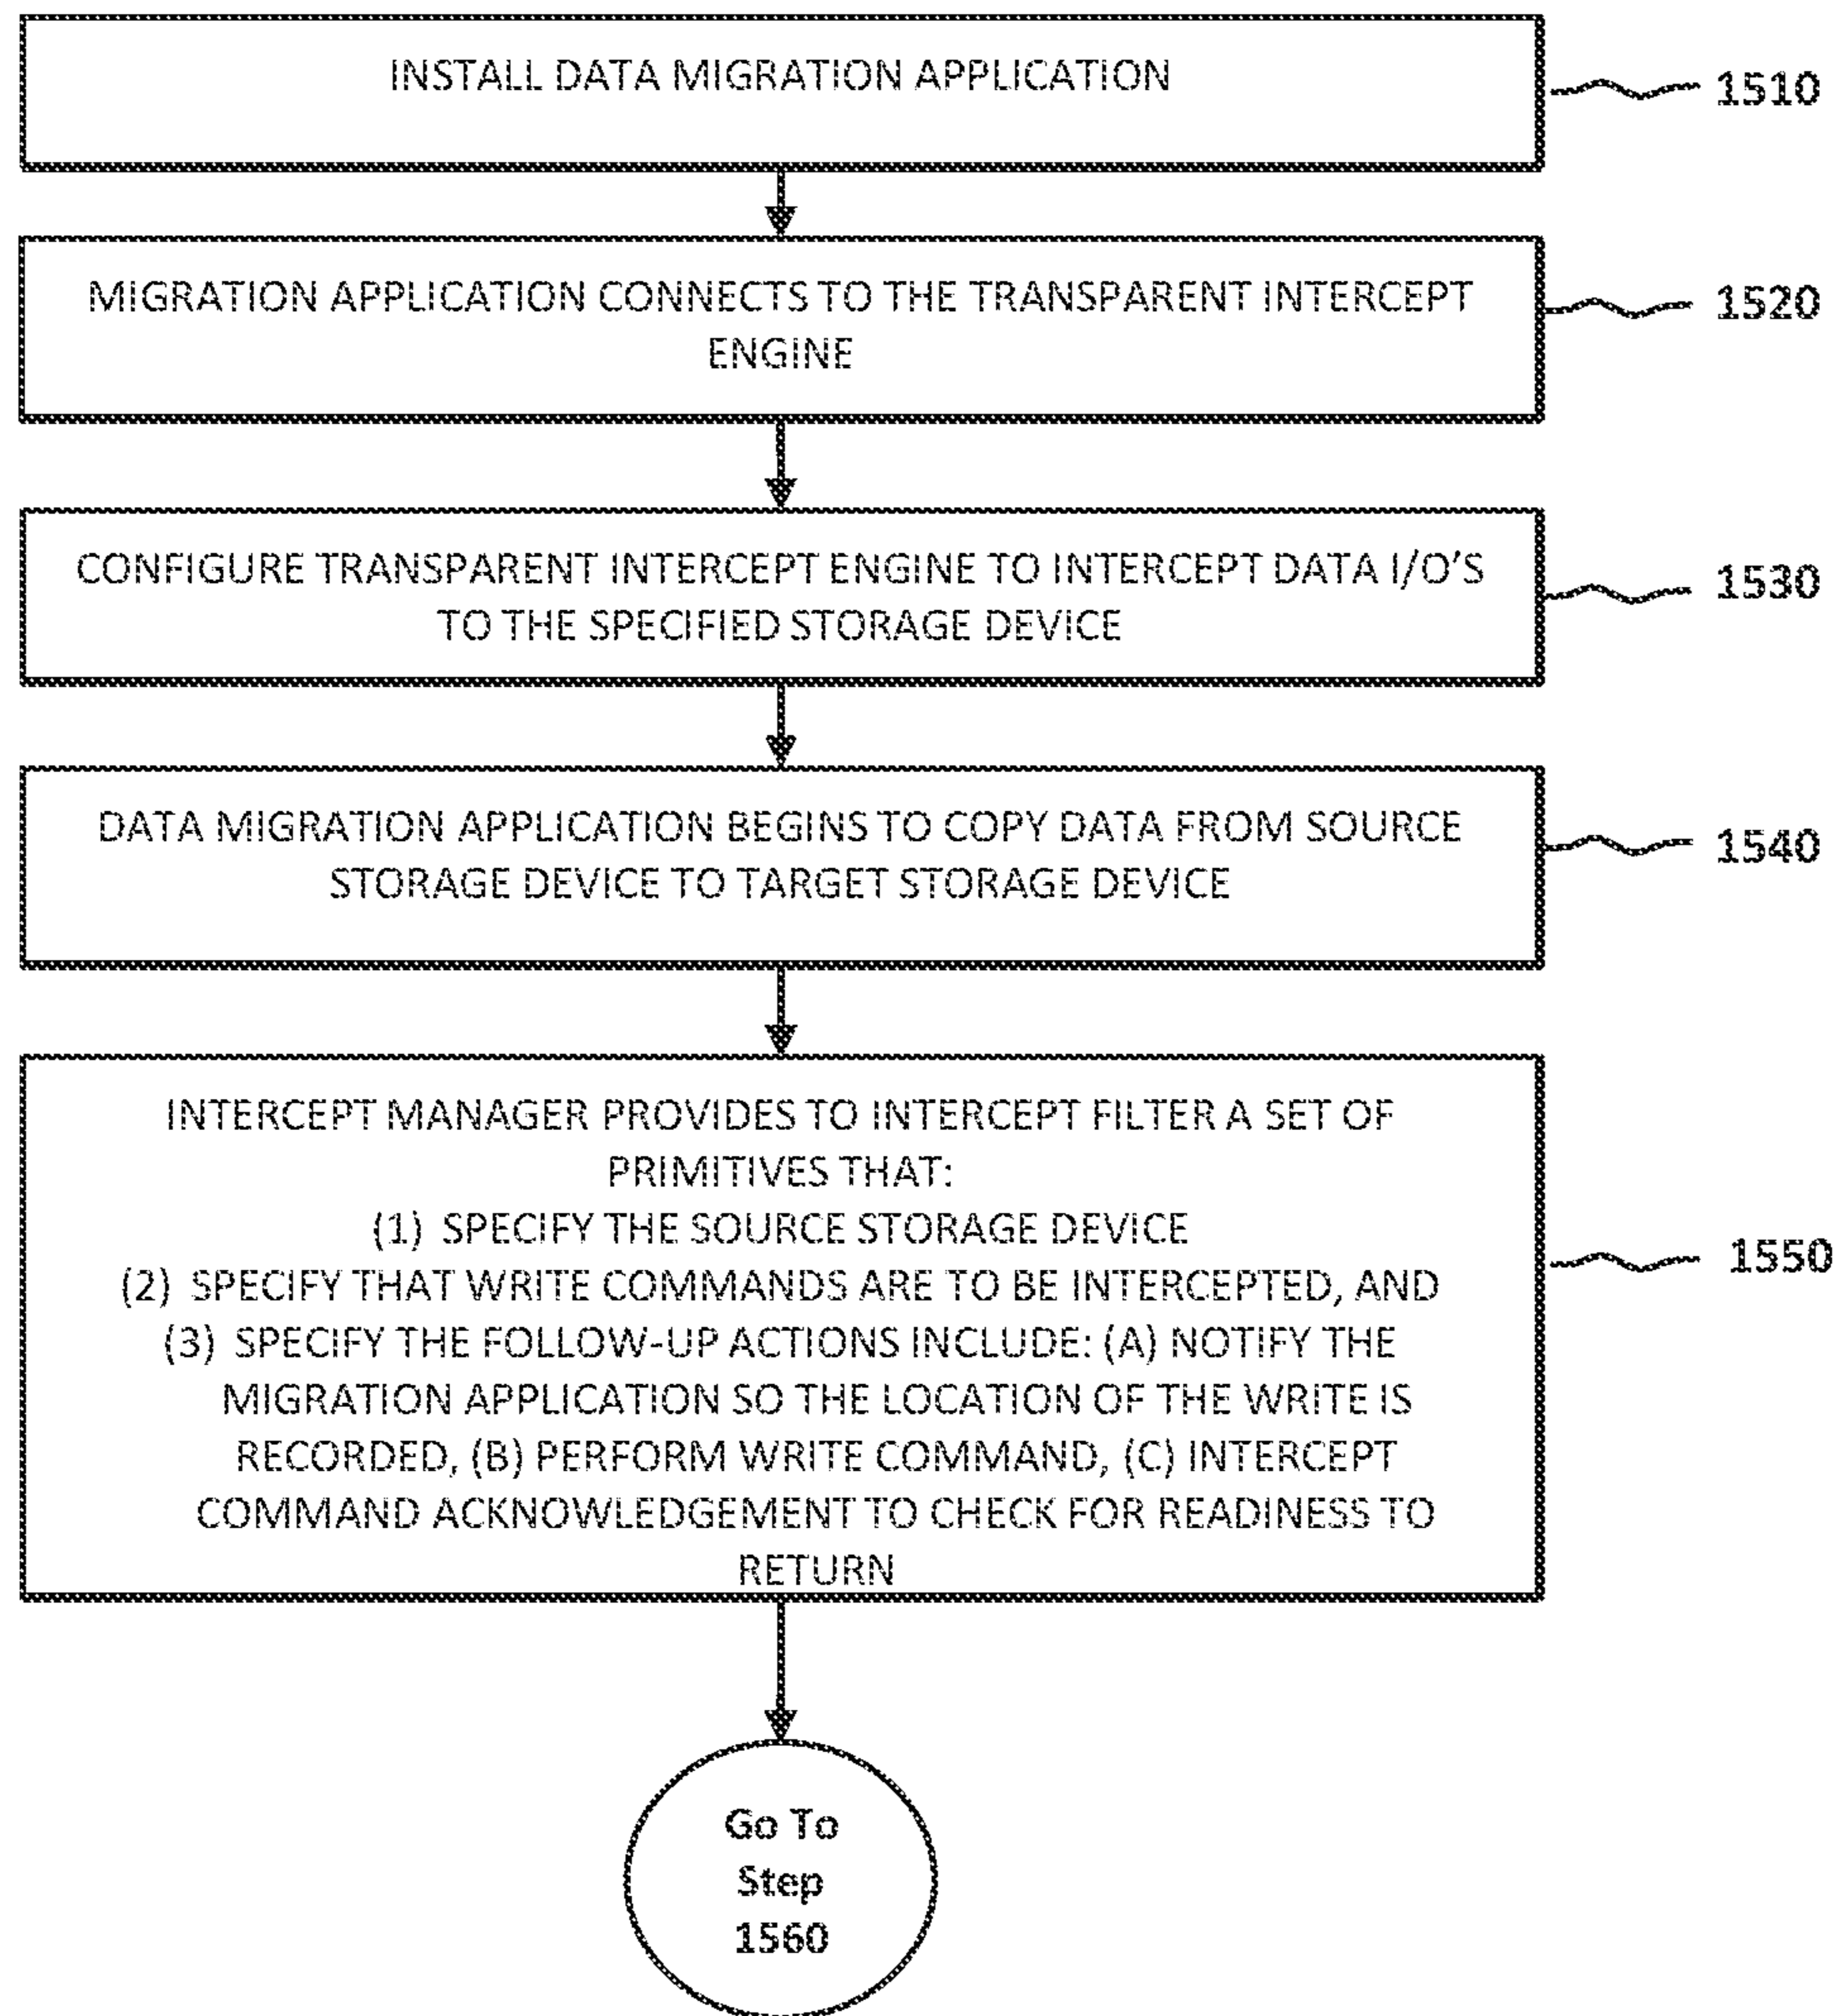 INSTALL DATA MIGRATION APPLICATION
1510
MIGRATION APPLICATION CONNECTS TO THE TRANSPARENT INTERCEPT
ENGINE
1520
CONFIGURE TRANSPARENT INTERCEPT ENGINE TO INTERCEPT DATA I/O'S
TO THE SPECIFIED STORAGE DEVICE
1530
DATA MIGRATION APPLICATION BEGINS TO COPY DATA FROM SOURCE
STORAGE DEVICE TO TARGET STORAGE DEVICE
1540
INTERCEPT MANAGER PROVIDES TO INTERCEPT FILTER A SET OF
PRIMITIVES THAT:
(1) SPECIFY THE SOURCE STORAGE DEVICE
(2) SPECIFY THAT WRITE COMMANDS ARE TO BE INTERCEPTED, AND
(3) SPECIFY THE FOLLOW-UP ACTIONS INCLUDE: (A) NOTIFY THE
MIGRATION APPLICATION SO THE LOCATION OF THE WRITE IS
RECORDED, (B) PERFORM WRITE COMMAND, (C) INTERCEPT
COMMAND ACKNOWLEDGEMENT TO CHECK FOR READINESS TO
RETURN
1550
Go To
Step
1560